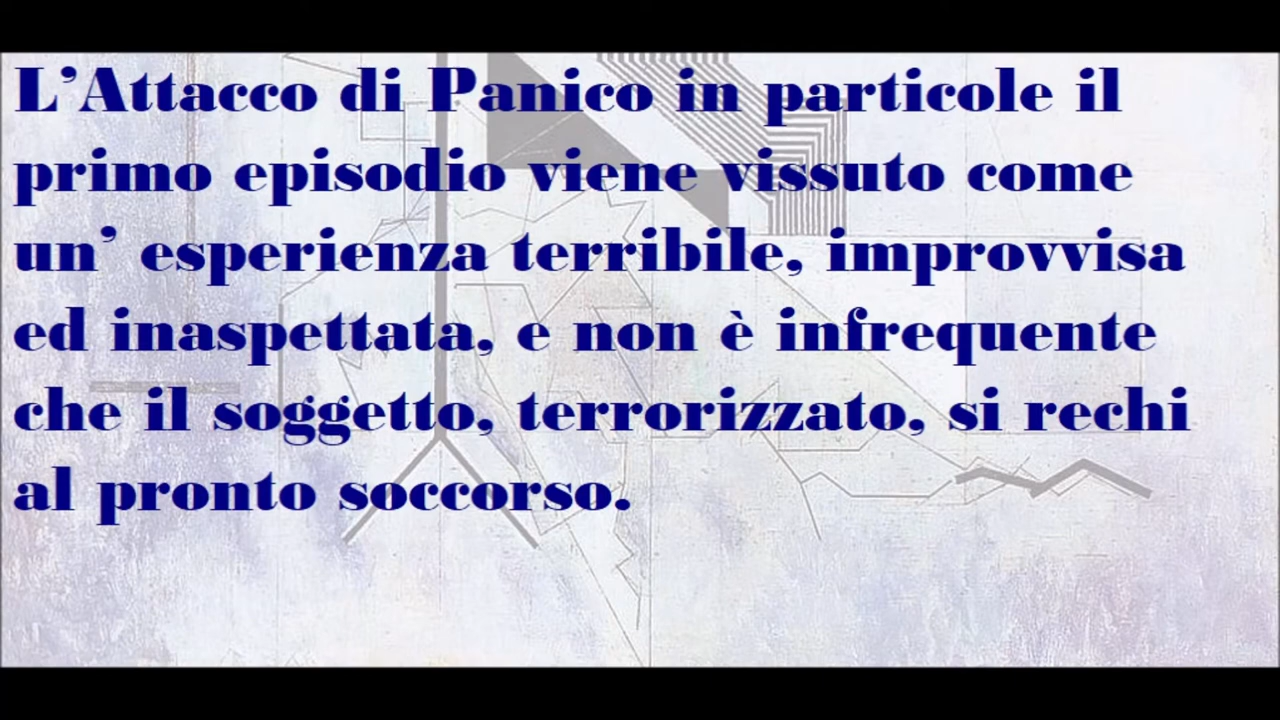 L’Attacco di Panico in particole il
primo episodio viene vissuto come
un’ esperienza terribile, improvvisa
ed inaspettata, e non è infrequente
che il soggetto, terrorizzato, si rechi
al pronto soccorso.